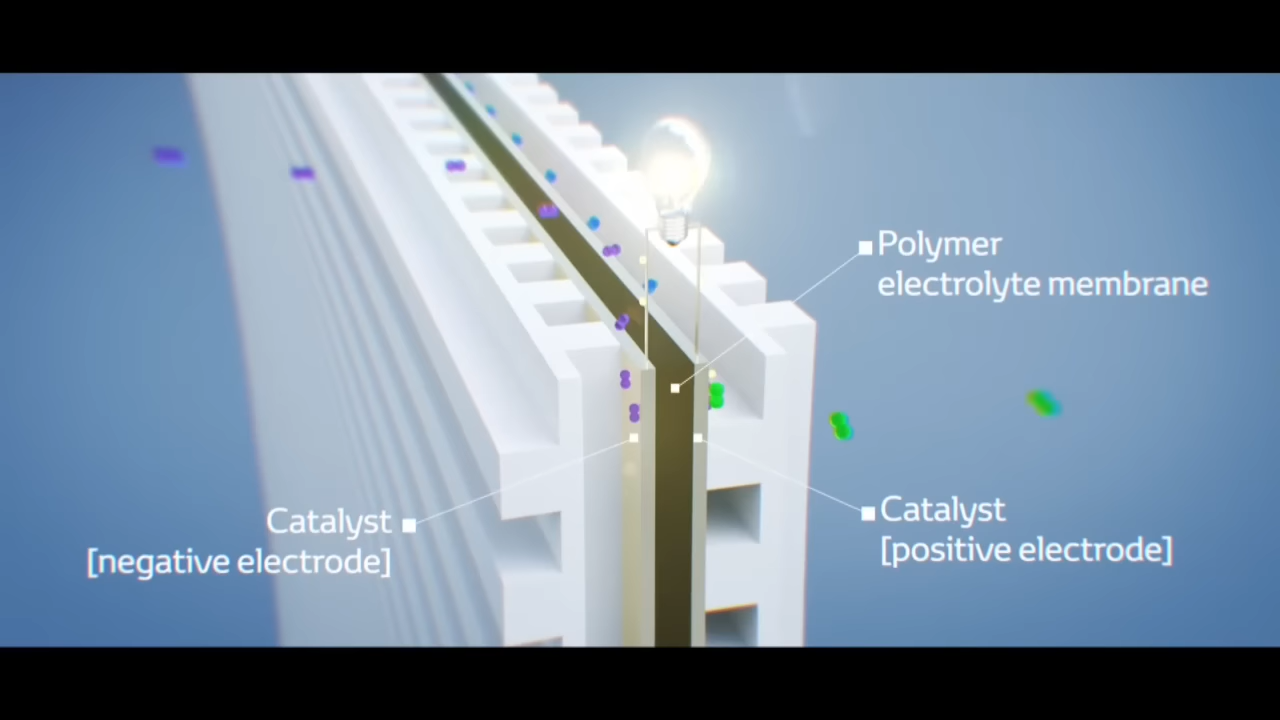 Polymer
electrolyte membrane
Catalyst
[negative electrode]
Catalyst
[positive electrode]